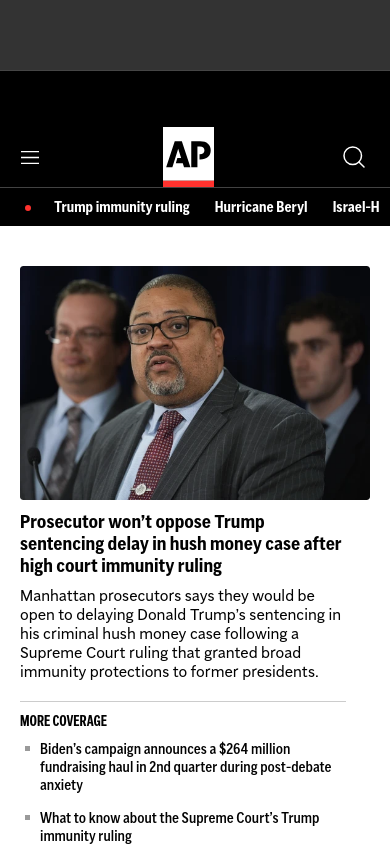 AP
Trump immunity ruling Hurricane Beryl Israel-H
Prosecutor won’t oppose Trump
sentencing delay in hush money case after
high court immunity ruling
Manhattan prosecutors says they would be
open to delaying Donald Trump’s sentencing in
his criminal hush money case following a
Supreme Court ruling that granted broad
immunity protections to former presidents.
MORE COVERAGE
Biden’s campaign announces a $264 million
fundraising haul in 2nd quarter during post-debate
anxiety
What to know about the Supreme Court’s Trump
immunity ruling